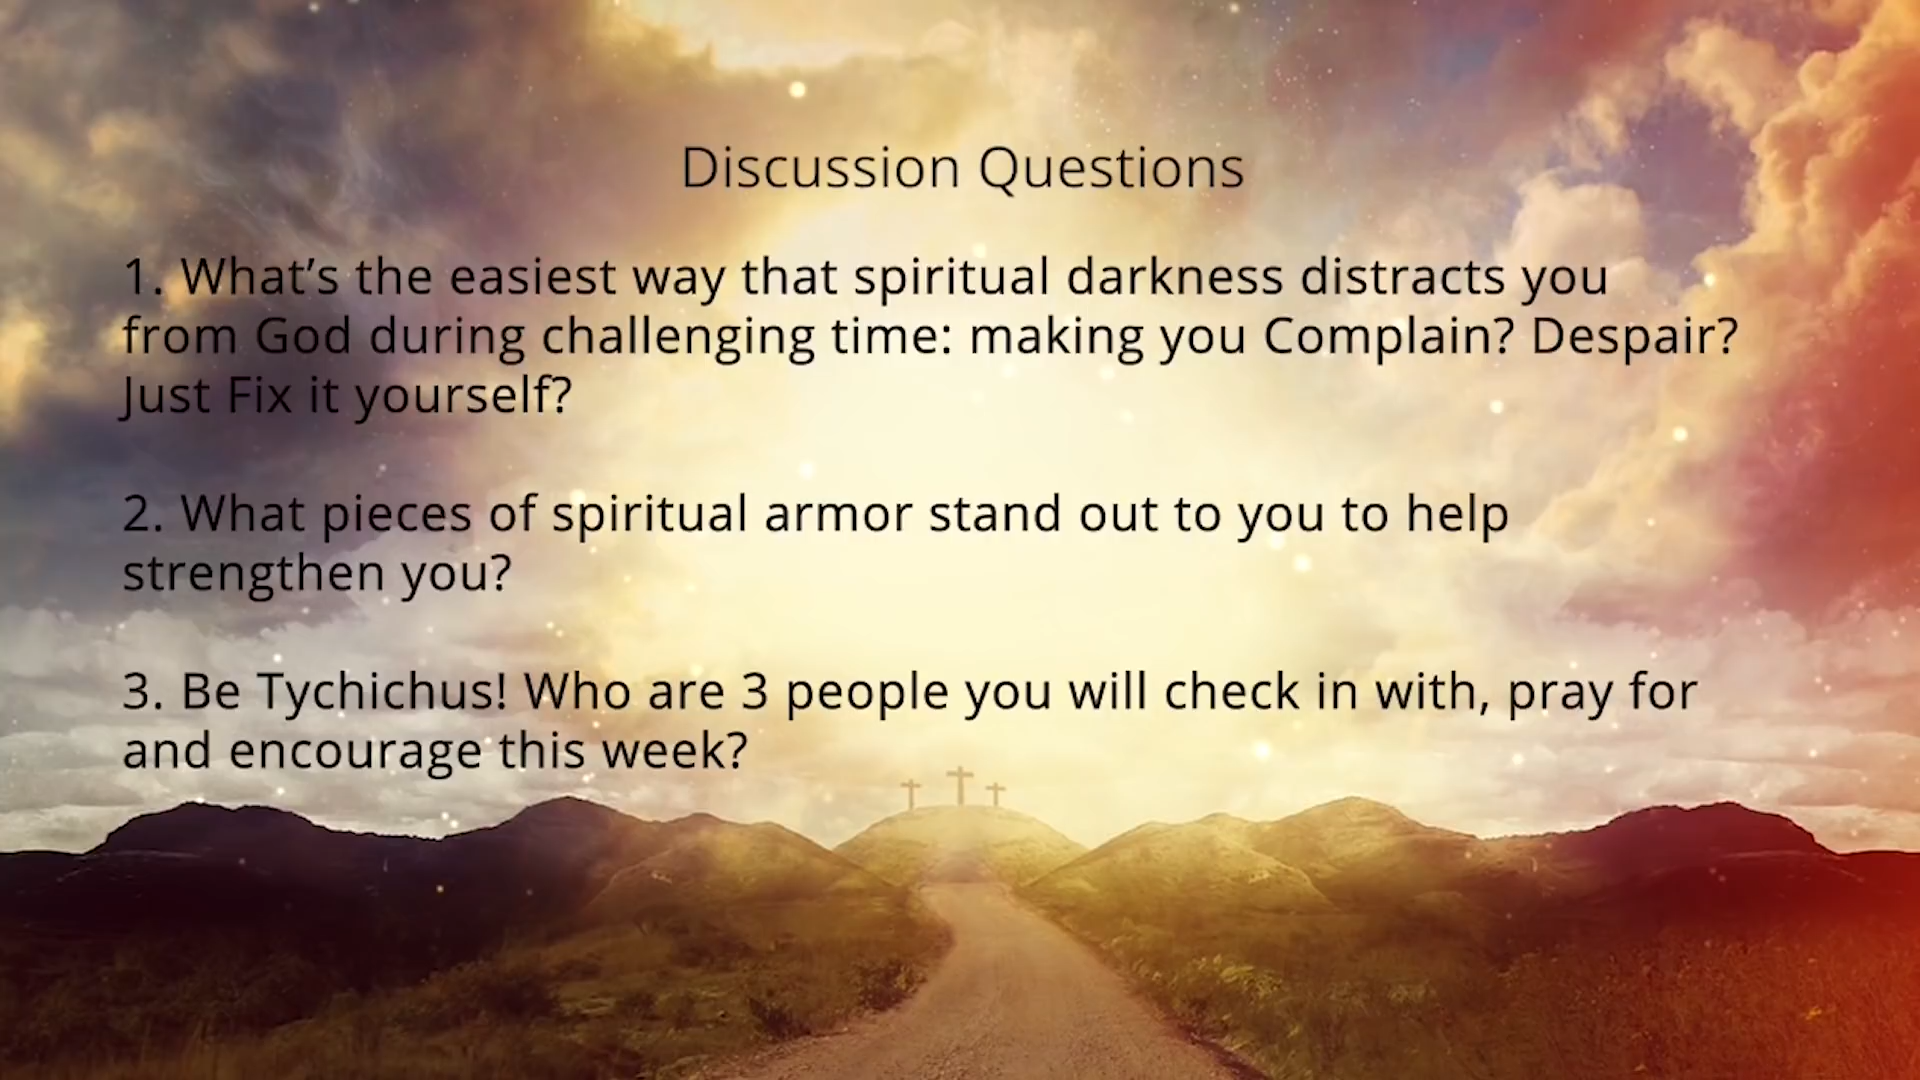 Discussion Questions
1. What’s the easiest way that spiritual darkness distracts you
from God during challenging time: making you Complain? Despair?
Just Fix it yourself?
2. What pieces of spiritual armor stand out to you to help
strengthen you?
3. Be Tychichus! Who are 3 people you will check in with, pray for
and encourage this week?